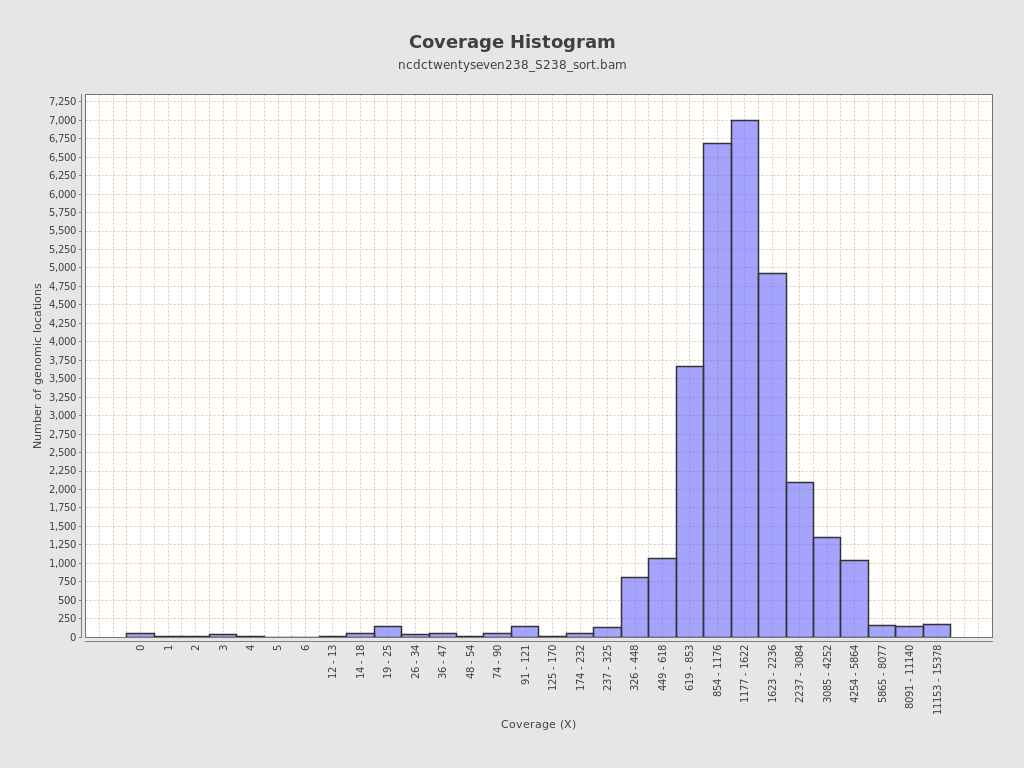 Coverage Histogram
ncdctwentyseven238_S238_sort.bam
7,250
7,000
6,750
6,500
6,250
6,000
5,750
5,500
5,250
5,000
4,750
4,500
4,250
4,000
3,750
3,500
3,250
3,000
2,750
2,500
2,250
2,000
1,750
1,500
1,250
1,000
750
500
250
0
Number of genomic locations
0
1
2
3
4
5
6
12 - 13
14 - 18
19 - 25
26 - 34
36 - 47
48 - 54
74 - 90
91 - 121
125 - 170
174 - 232
237 - 325
326 - 448
449 - 618
619 - 853
854 - 1176
1177 - 1622
1623 - 2236
2237 - 3084
3085 - 4252
4254 - 5864
5865 - 8077
8091 - 11140
11153 - 15378
Coverage (X)